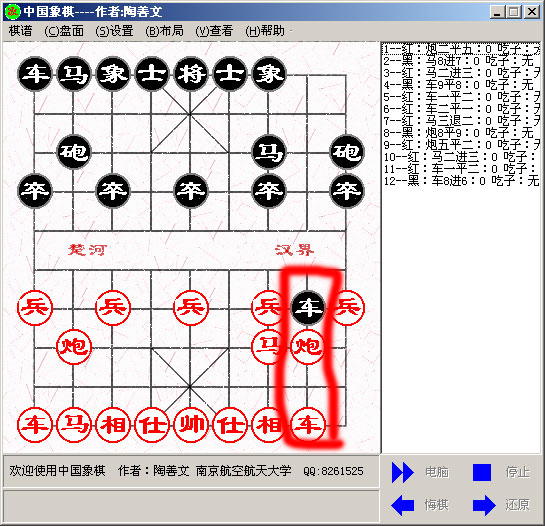 中国象棋----作者:陶善文
棋谱 (C)盘面 (S)设置 (B)布局 (V)查看 (H)帮助
车 马 象 士 将 士 象
砲 马 砲
卒 卒 卒 卒 卒
楚河 汉界
兵 兵 兵 兵 车 兵
炮 马 炮
车 马 相 仕 帅 仕 相 车
1--红：炮二平五：0 吃子：无
2--黑：马8进7：0 吃子：无
3--红：马二进三：0 吃子：无
4--黑：车9平8：0 吃子：无
5--红：车一平二：0 吃子：无
6--红：车二平一：0 吃子：无
7--红：马三退二：0 吃子：无
8--黑：炮8平9：0 吃子：无
9--红：炮五平二：0 吃子：无
10--红：马二进三：0 吃子：
11--红：车一平二：0 吃子：
12--黑：车8进6：0 吃子：无
欢迎使用中国象棋 作者：陶善文 南京航空航天大学 QQ:8261525
电脑 停止
悔棋 还原